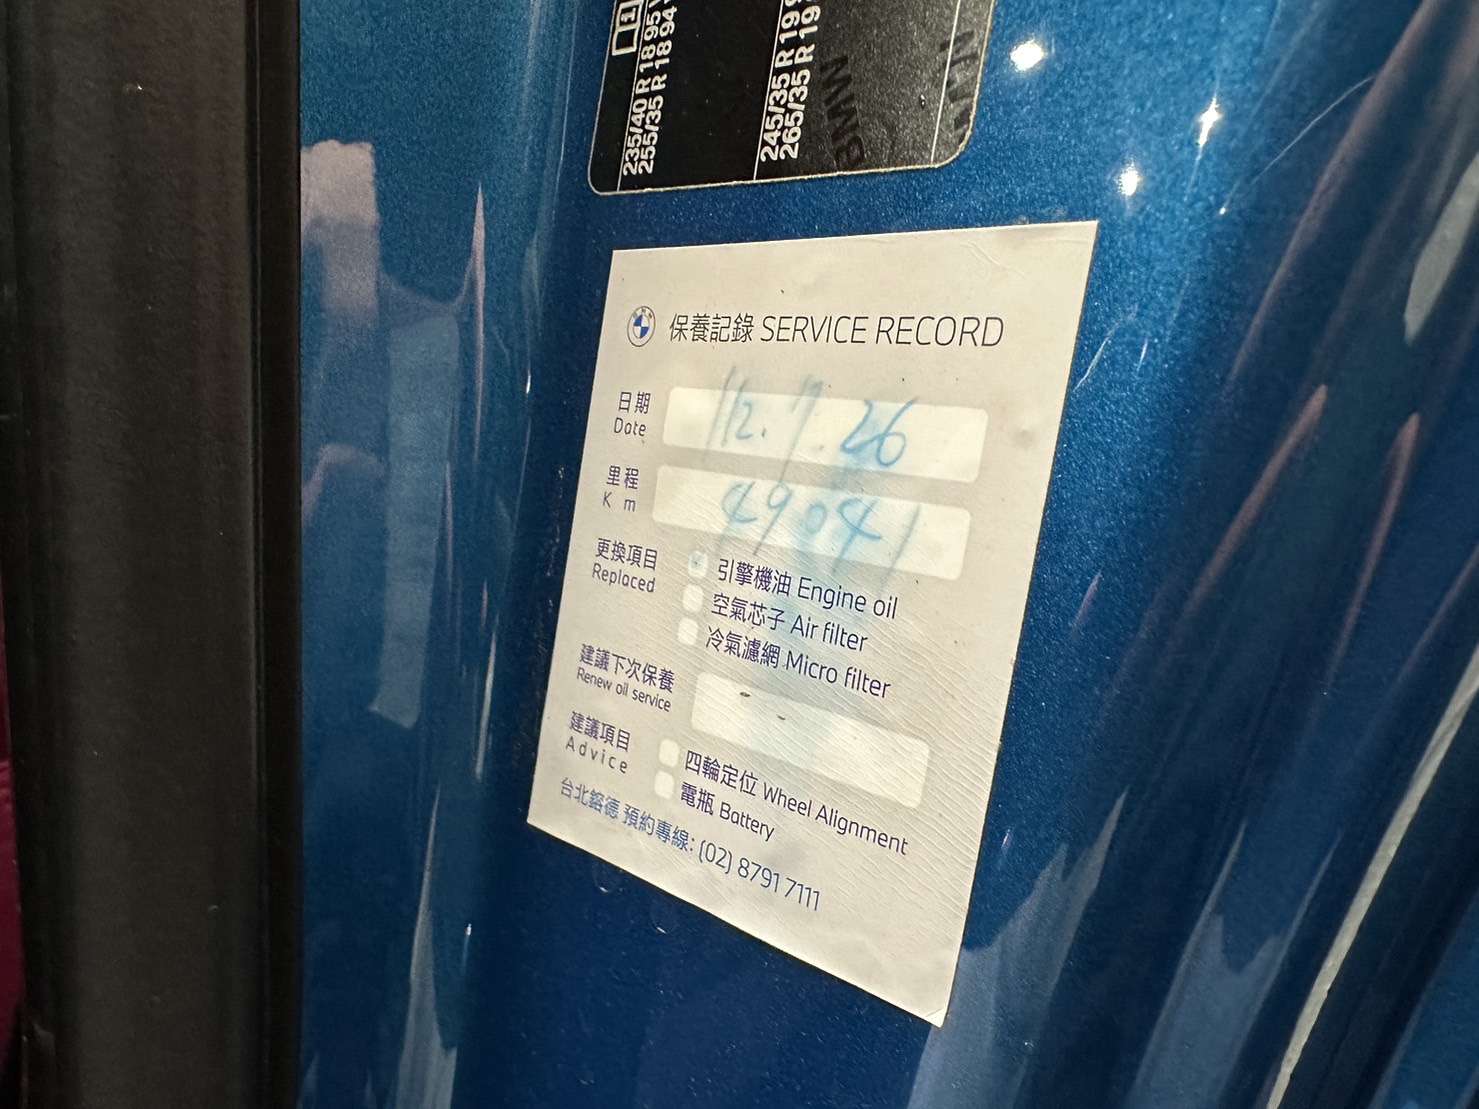 235/40 R 18 95
255/35 R 18 94
245/35 R 19
265/35 R 19
BMW
保養記錄 SERVICE RECORD
日期 112.7.26
Date
里程 49041
K m
更換項目 引擎機油 Engine oil
Replaced 空氣芯子 Air filter
冷氣濾網 Micro filter
建議下次保養
Renew oil service
建議項目 四輪定位 Wheel Alignment
Advice 電瓶 Battery
台北鎔德 預約專線: (02) 8791 7111